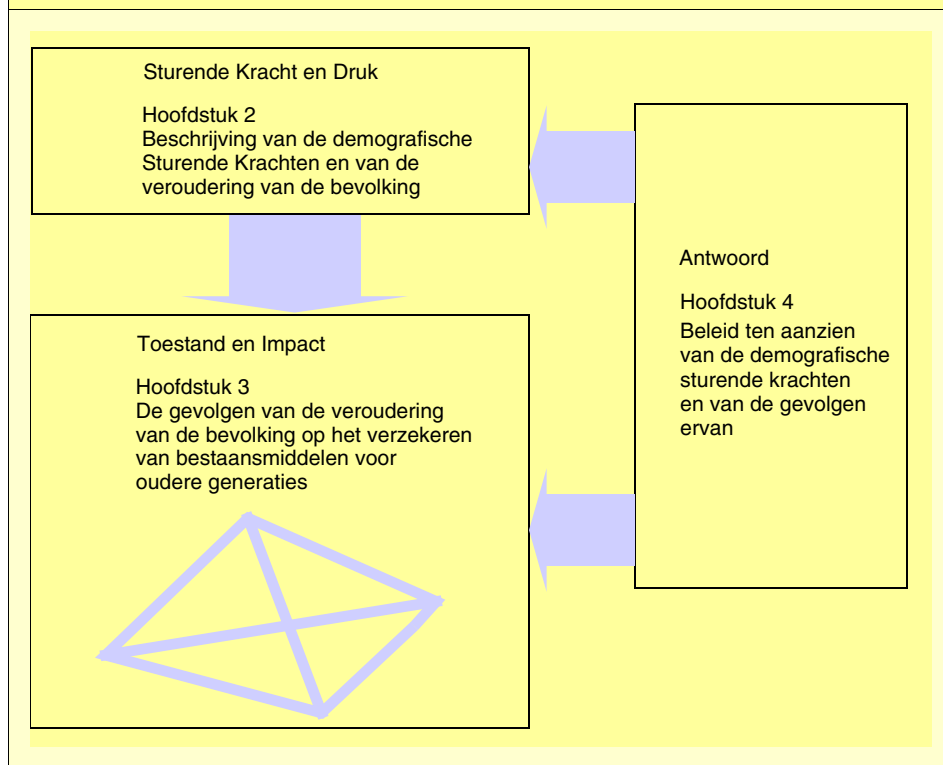 Sturende Kracht en Druk
Hoofdstuk 2
Beschrijving van de demografische
Sturende Krachten en van de
veroudering van de bevolking
Toestand en Impact
Hoofdstuk 3
De gevolgen van de veroudering
van de bevolking op het verzekeren
van bestaansmiddelen voor
oudere generaties
Antwoord
Hoofdstuk 4
Beleid ten aanzien
van de demografische
sturende krachten
en van de gevolgen
ervan